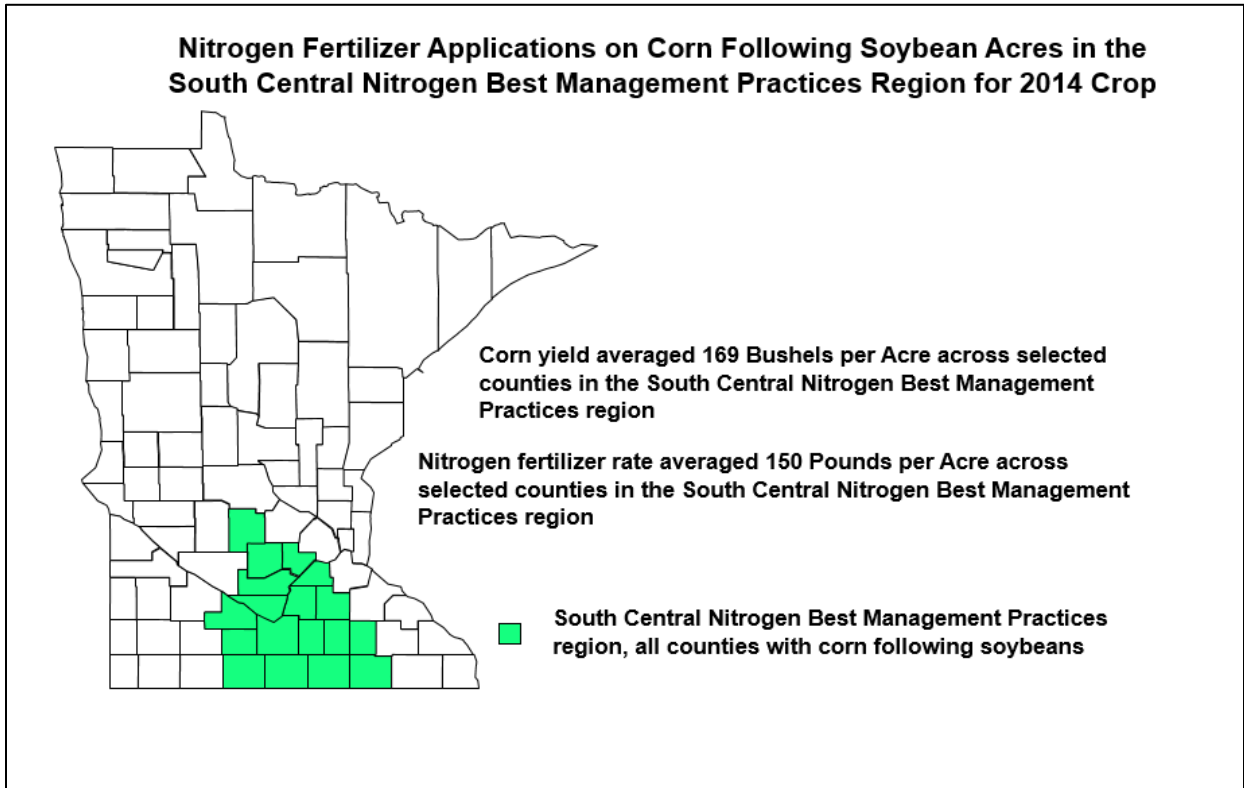 Nitrogen Fertilizer Applications on Corn Following Soybean Acres in the
South Central Nitrogen Best Management Practices Region for 2014 Crop
Corn yield averaged 169 Bushels per Acre across selected
counties in the South Central Nitrogen Best Management
Practices region
Nitrogen fertilizer rate averaged 150 Pounds per Acre across
selected counties in the South Central Nitrogen Best Management
Practices region
South Central Nitrogen Best Management Practices
region, all counties with corn following soybeans